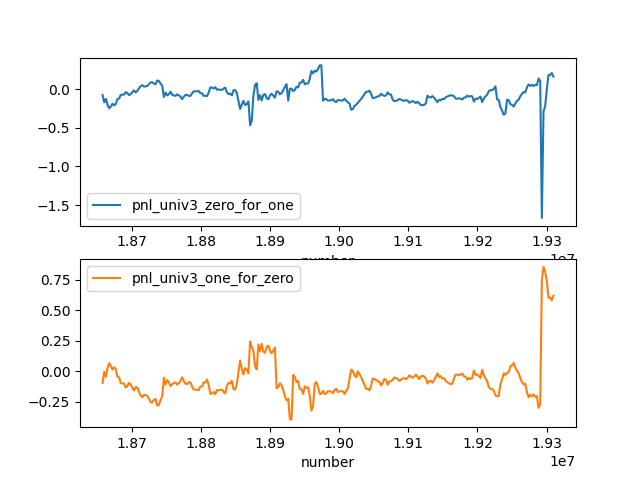 0.0
−0.5
−1.0
−1.5
pnl_univ3_zero_for_one
1.87 1.88 1.89 1.90 1.91 1.92 1.93
number
1e7
0.75
0.50
0.25
0.00
−0.25
pnl_univ3_one_for_zero
1.87 1.88 1.89 1.90 1.91 1.92 1.93
number
1e7